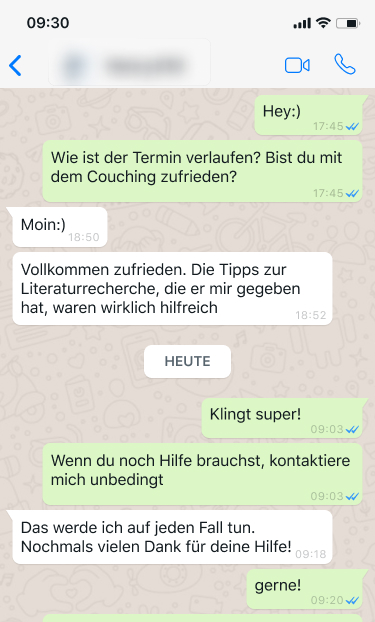 09:30
Hey:)
17:45
Wie ist der Termin verlaufen? Bist du mit
dem Couching zufrieden?
17:45
Moin:)
18:50
Vollkommen zufrieden. Die Tipps zur
Literaturrecherche, die er mir gegeben
hat, waren wirklich hilfreich
18:52
HEUTE
Klingt super!
09:03
Wenn du noch Hilfe brauchst, kontaktiere
mich unbedingt
09:03
Das werde ich auf jeden Fall tun.
Nochmals vielen Dank für deine Hilfe!
09:18
gerne!
09:20